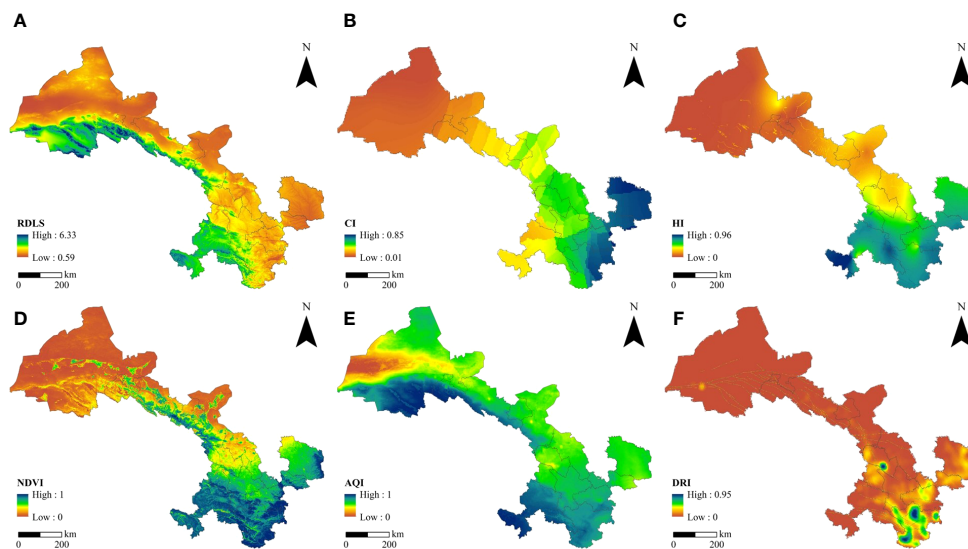 A
N
RDLS
High : 6.33
Low : 0.59
km
0 200
B
N
CI
High : 0.85
Low : 0.01
km
0 200
C
N
HI
High : 0.96
Low : 0
km
0 200
D
N
NDVI
High : 1
Low : 0
km
0 200
E
N
AQI
High : 1
Low : 0
km
0 200
F
N
DRI
High : 0.95
Low : 0
km
0 200